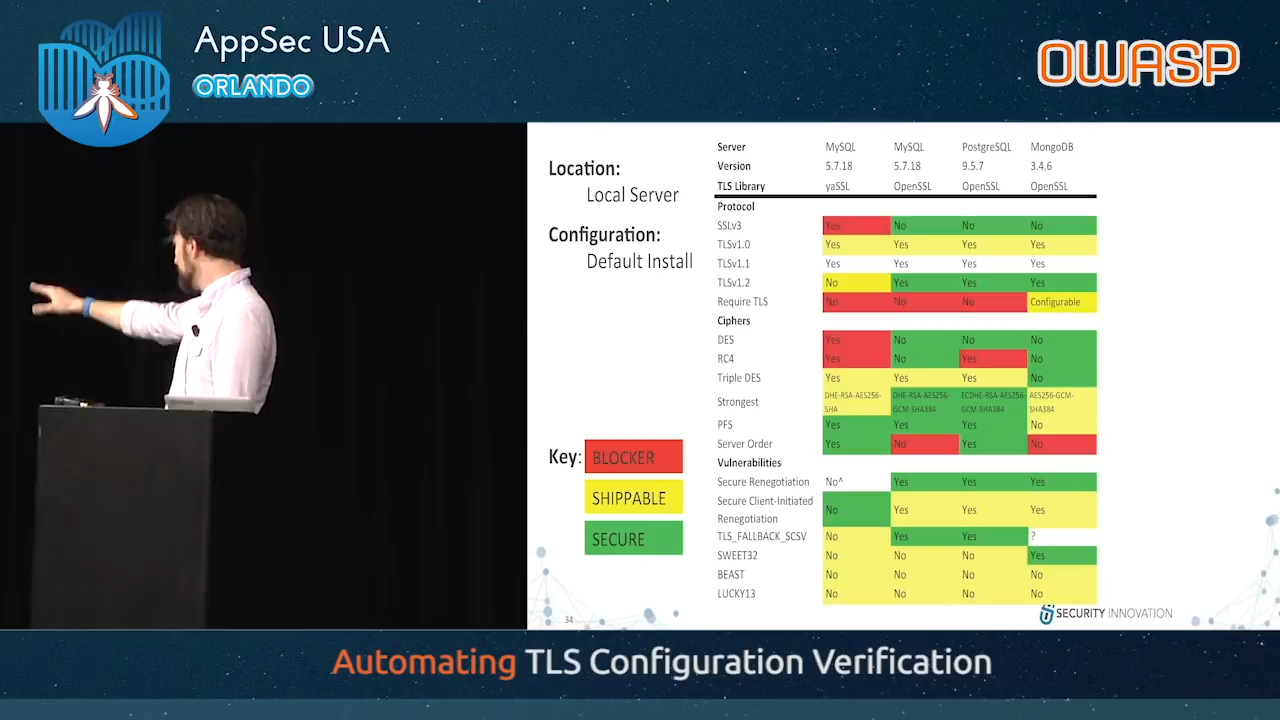 AppSec USA
ORLANDO
OWASP
Location:
Local Server
Configuration:
Default Install
Key: BLOCKER
SHIPPABLE
SECURE
Server MySQL MySQL PostgreSQL MongoDB
Version 5.7.18 5.7.18 9.5.7 3.4.6
TLS Library yaSSL OpenSSL OpenSSL OpenSSL
Protocol
SSLv3 Yes No No No
TLSv1.0 Yes Yes Yes Yes
TLSv1.1 Yes Yes Yes Yes
TLSv1.2 No Yes Yes Yes
Require TLS No No No Configurable
Ciphers
DES Yes No No No
RC4 Yes No Yes No
Triple DES Yes Yes Yes No
Strongest DHE-RSA-AES256-SHA DHE-RSA-AES256-GCM-SHA384 ECDHE-RSA-AES256-GCM-SHA384 AES256-GCM-SHA384
PFS Yes Yes Yes No
Server Order Yes No Yes No
Vulnerabilities
Secure Renegotiation No^ Yes Yes Yes
Secure Client-Initiated
Renegotiation No Yes Yes Yes
TLS_FALLBACK_SCSV No Yes Yes ?
SWEET32 No No No Yes
BEAST No No No No
LUCKY13 No No No No
34
SECURITY INNOVATION
Automating TLS Configuration Verification